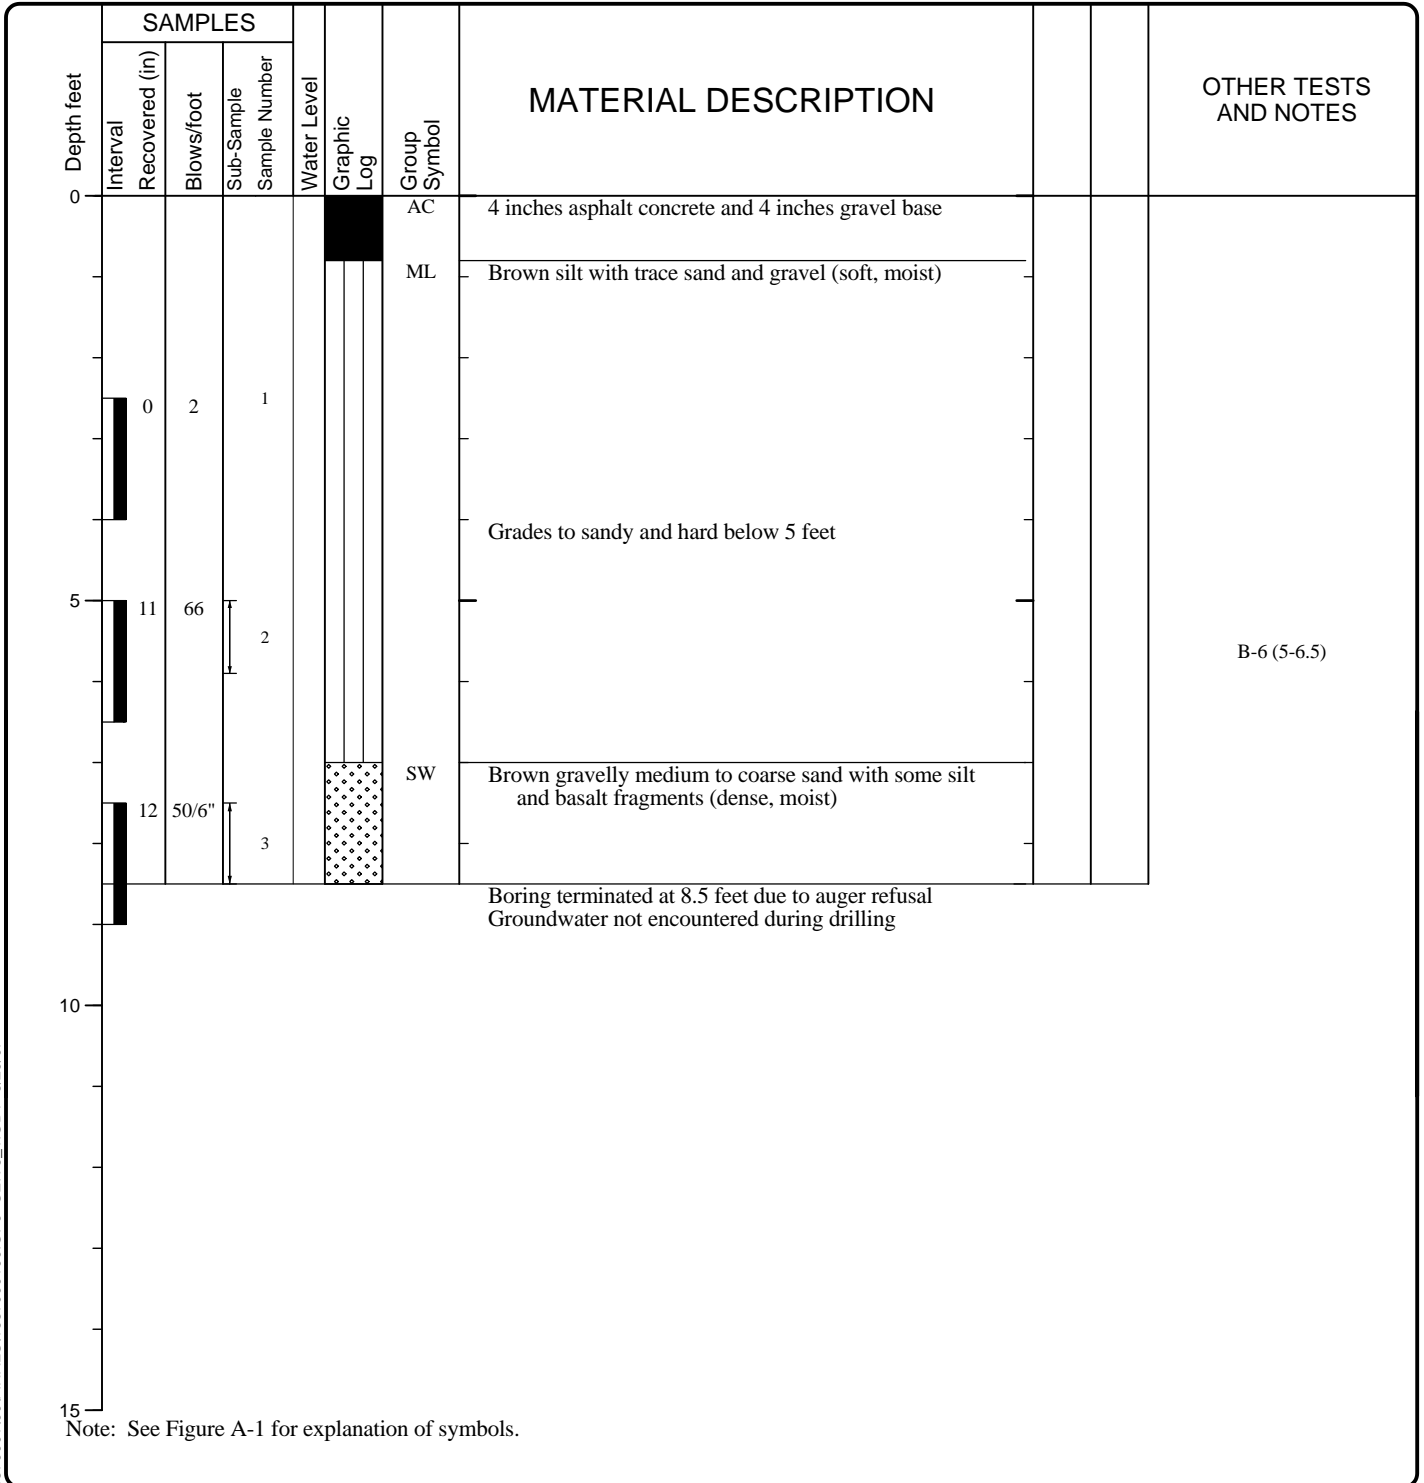 SAMPLES
Depth feet
Interval
Recovered (in)
Blows/foot
Sub-Sample
Sample Number
Water Level
Graphic
Log
Group
Symbol
MATERIAL DESCRIPTION
OTHER TESTS
AND NOTES
0
AC
4 inches asphalt concrete and 4 inches gravel base
ML
Brown silt with trace sand and gravel (soft, moist)
0
2
1
Grades to sandy and hard below 5 feet
5
11
66
2
B-6 (5-6.5)
SW
Brown gravelly medium to coarse sand with some silt
and basalt fragments (dense, moist)
12
50/6"
3
Boring terminated at 8.5 feet due to auger refusal
Groundwater not encountered during drilling
10
15
Note: See Figure A-1 for explanation of symbols.